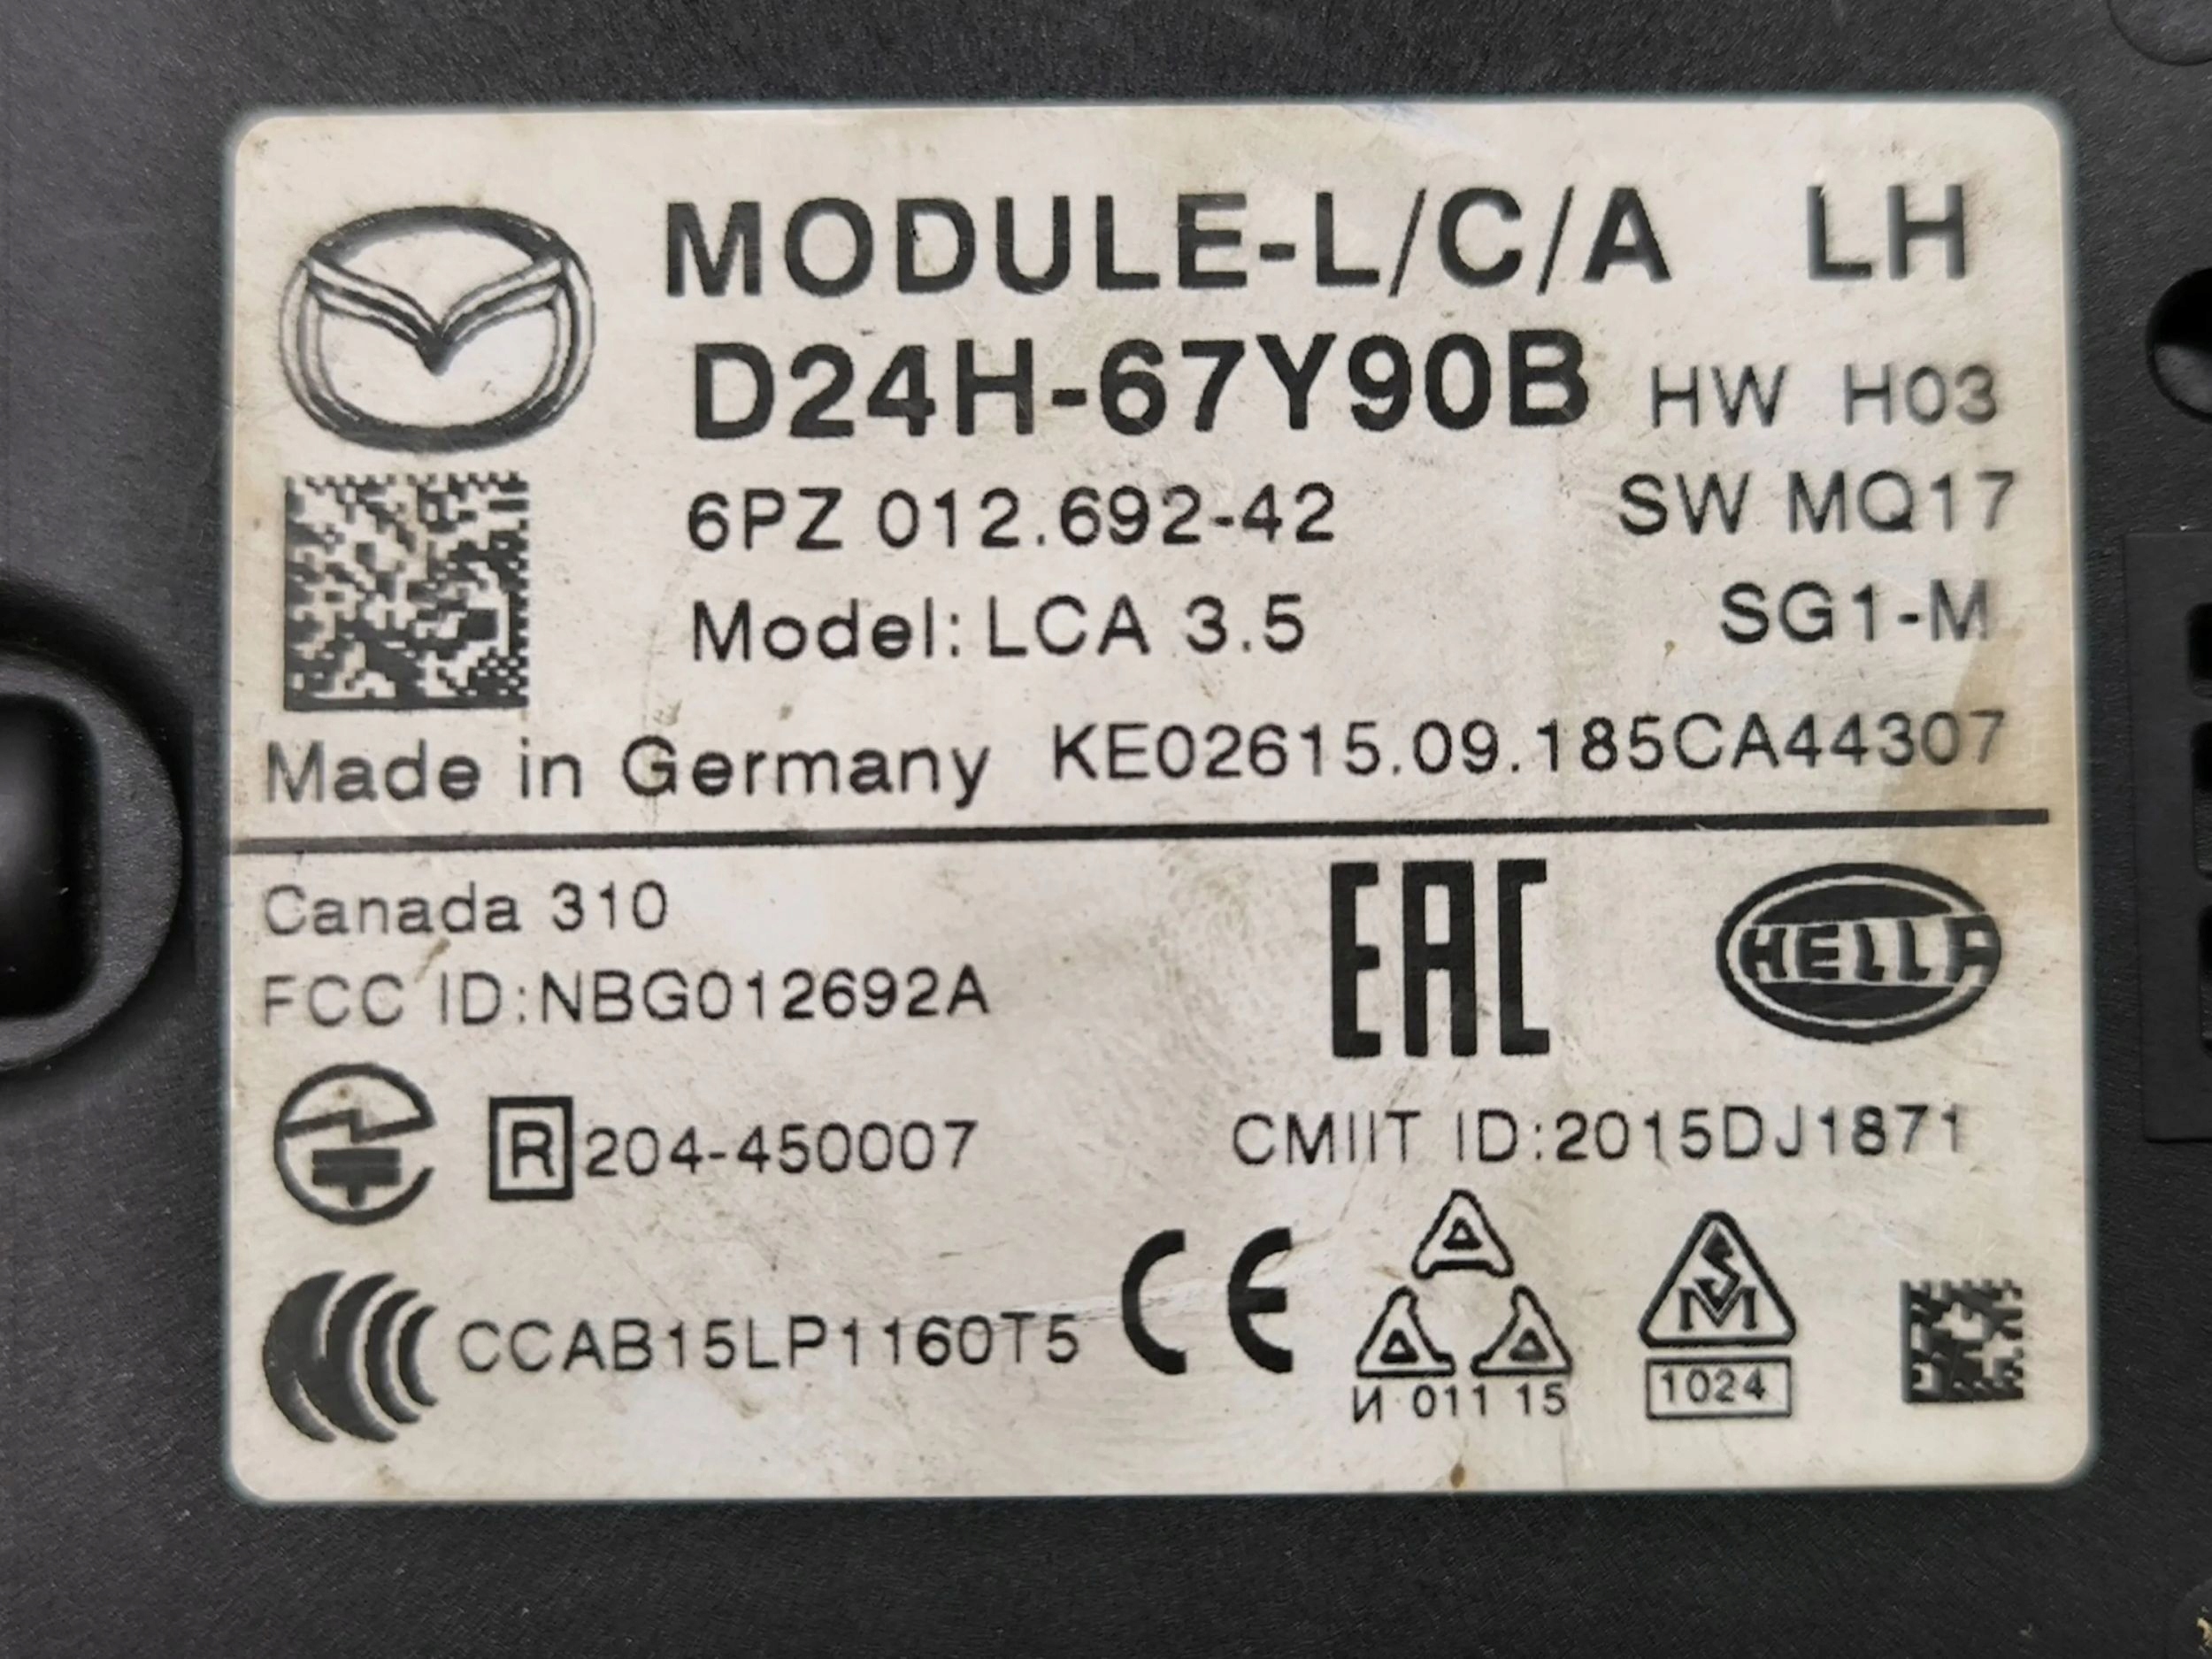 MODULE-L/C/A LH
D24H-67Y90B HW H03
6PZ 012.692-42 SW MQ17
Model: LCA 3.5 SG1-M
Made in Germany KE02615.09.185CA44307
Canada 310
EAC HELLA
FCC ID:NBG012692A
R 204-450007 CMIIT ID:2015DJ1871
CCAB15LP1160T5 CE
И 011 15
SM
1024